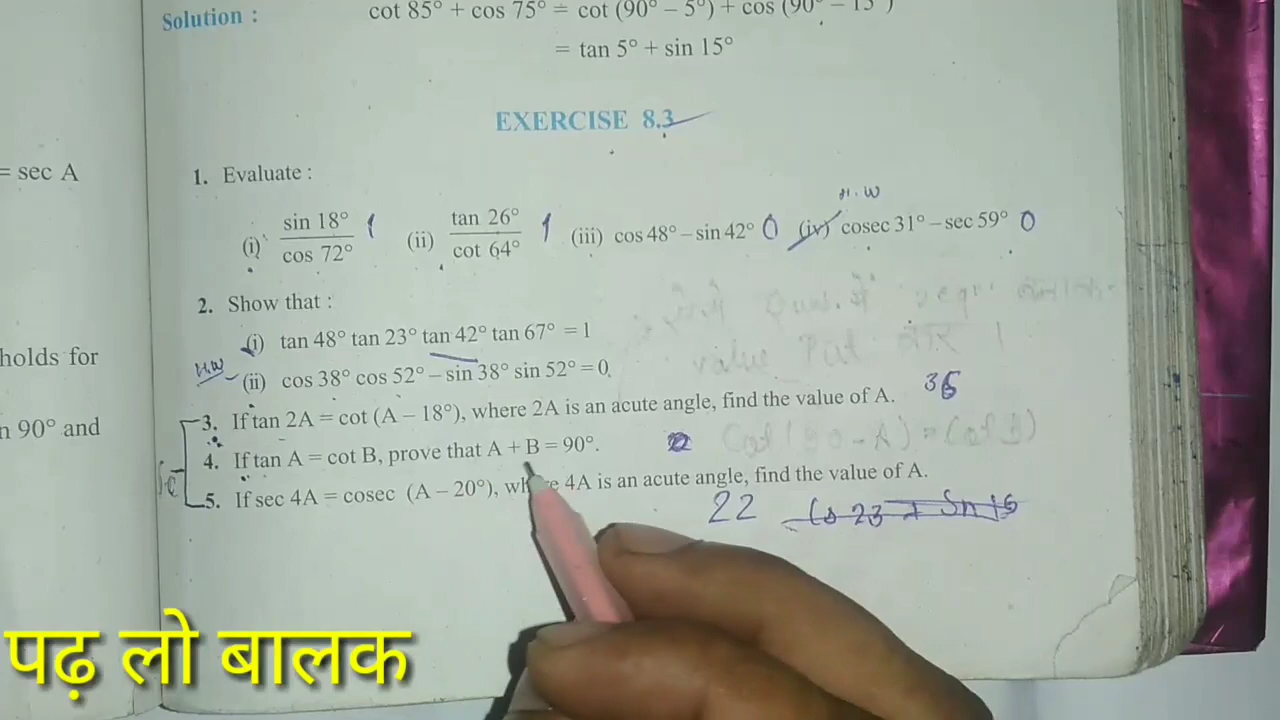 Solution :
cot 85° + cos 75° = cot (90° − 5°) + cos (90° − 15°)
= tan 5° + sin 15°
EXERCISE 8.3
= sec A
1. Evaluate :
H.W
(i) sin 18° / cos 72° 1 (ii) tan 26° / cot 64° 1 (iii) cos 48° − sin 42° 0 (iv) cosec 31° − sec 59° 0
2. Show that :
(i) tan 48° tan 23° tan 42° tan 67° = 1
holds for
H.W
(ii) cos 38° cos 52° − sin 38° sin 52° = 0
3. If tan 2A = cot (A − 18°), where 2A is an acute angle, find the value of A. 36
n 90° and
4. If tan A = cot B, prove that A + B = 90°.
5. If sec 4A = cosec (A − 20°), where 4A is an acute angle, find the value of A.
22
पढ़ लो बालक